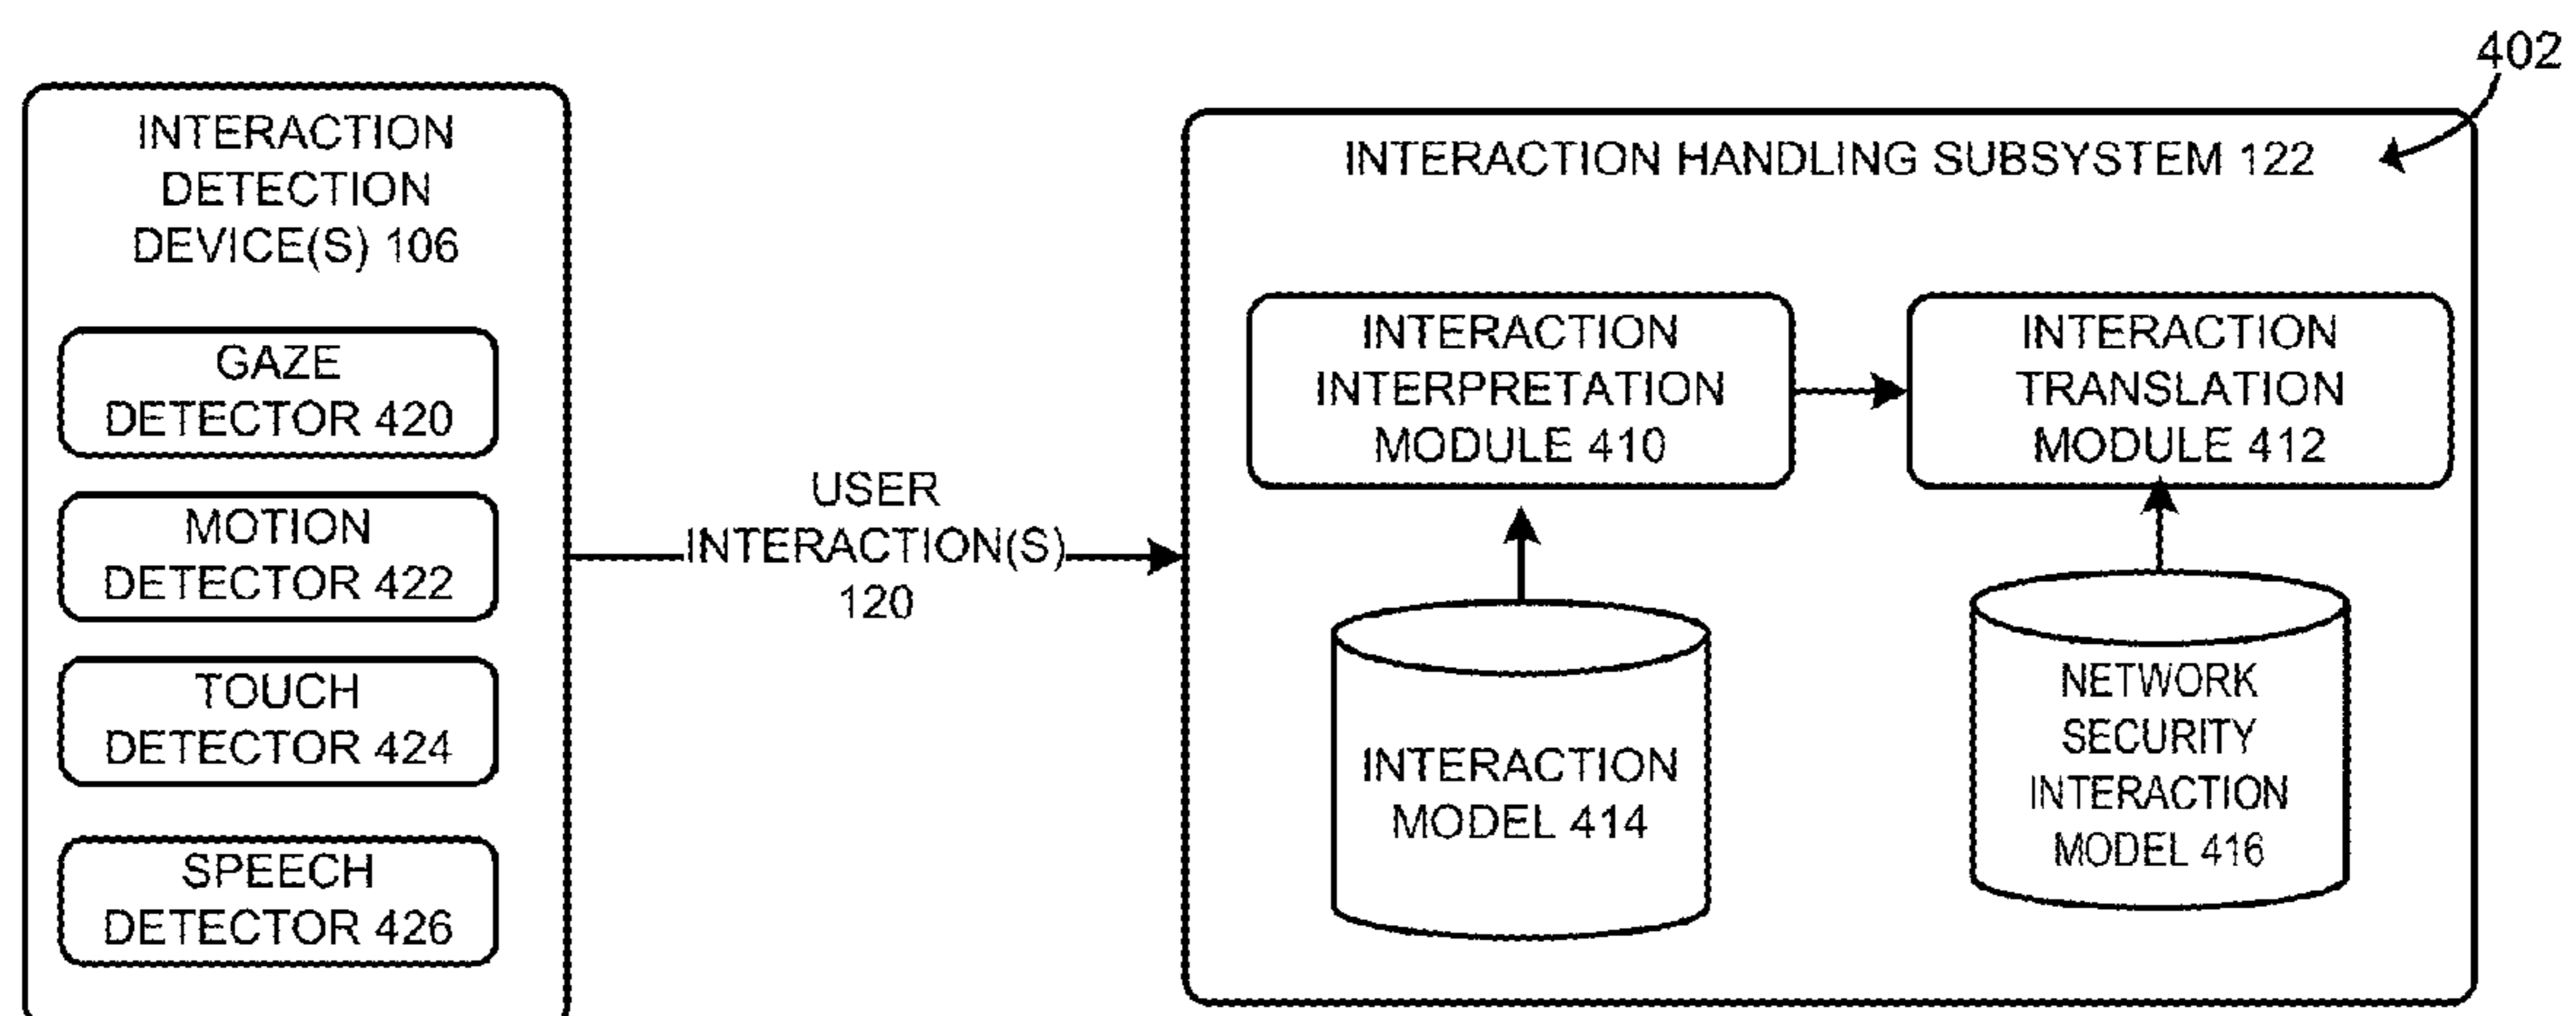 402
INTERACTION
DETECTION
DEVICE(S) 106
GAZE
DETECTOR 420
MOTION
DETECTOR 422
TOUCH
DETECTOR 424
SPEECH
DETECTOR 426
USER
INTERACTION(S)
120
INTERACTION HANDLING SUBSYSTEM 122
INTERACTION
INTERPRETATION
MODULE 410
INTERACTION
TRANSLATION
MODULE 412
INTERACTION
MODEL 414
NETWORK
SECURITY
INTERACTION
MODEL 416